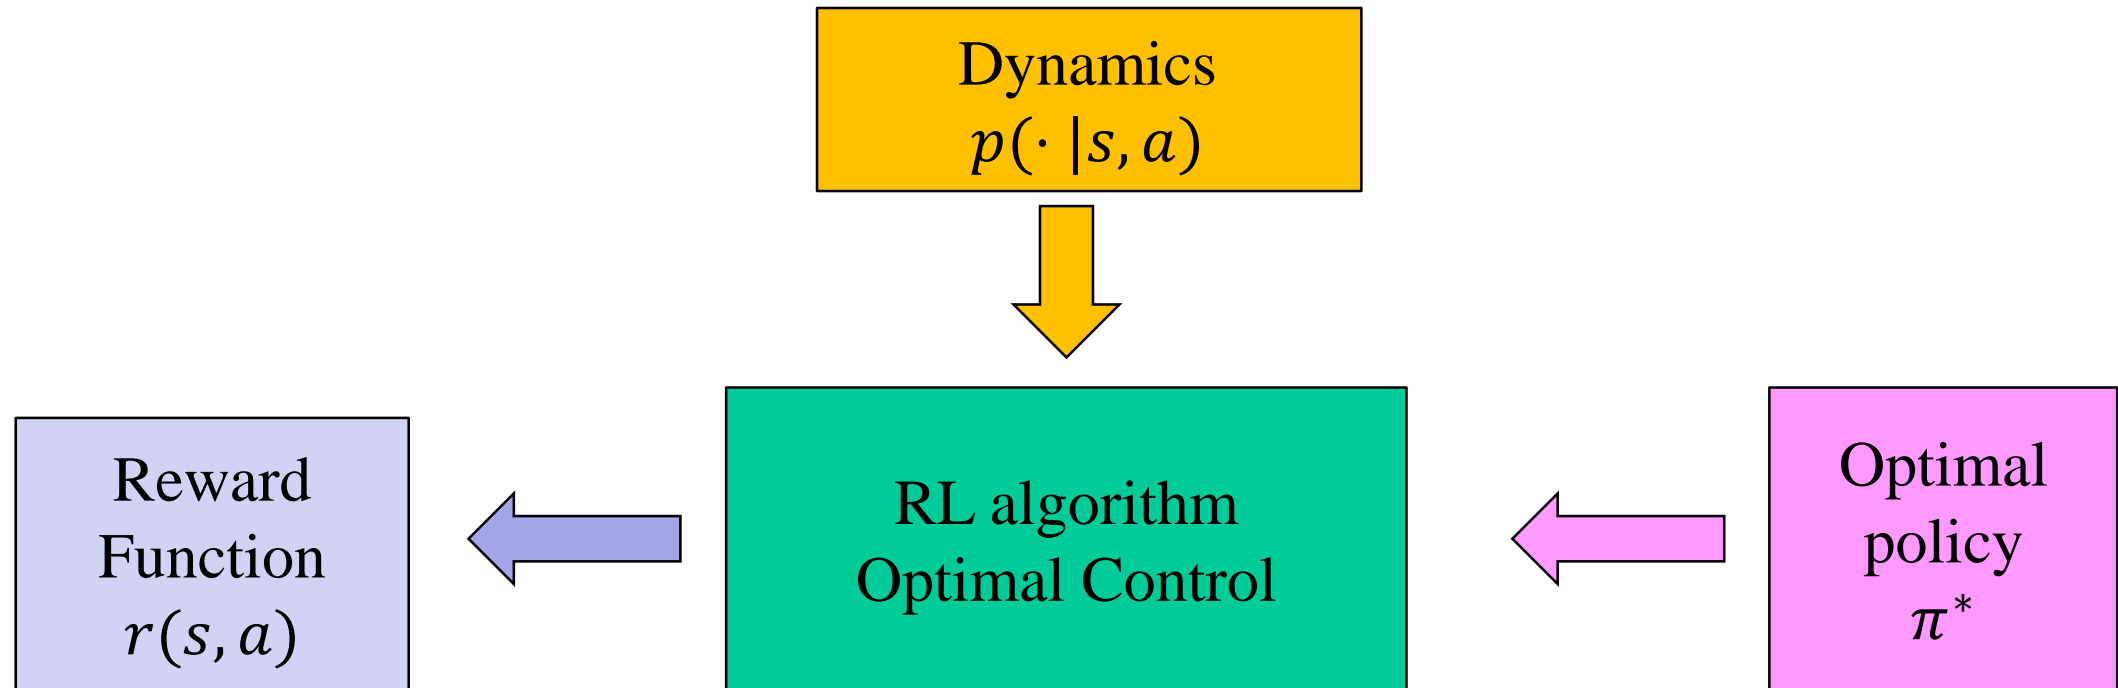 Dynamics
p(· |s, a)
Reward
Function
r(s, a)
RL algorithm
Optimal Control
Optimal
policy
π*